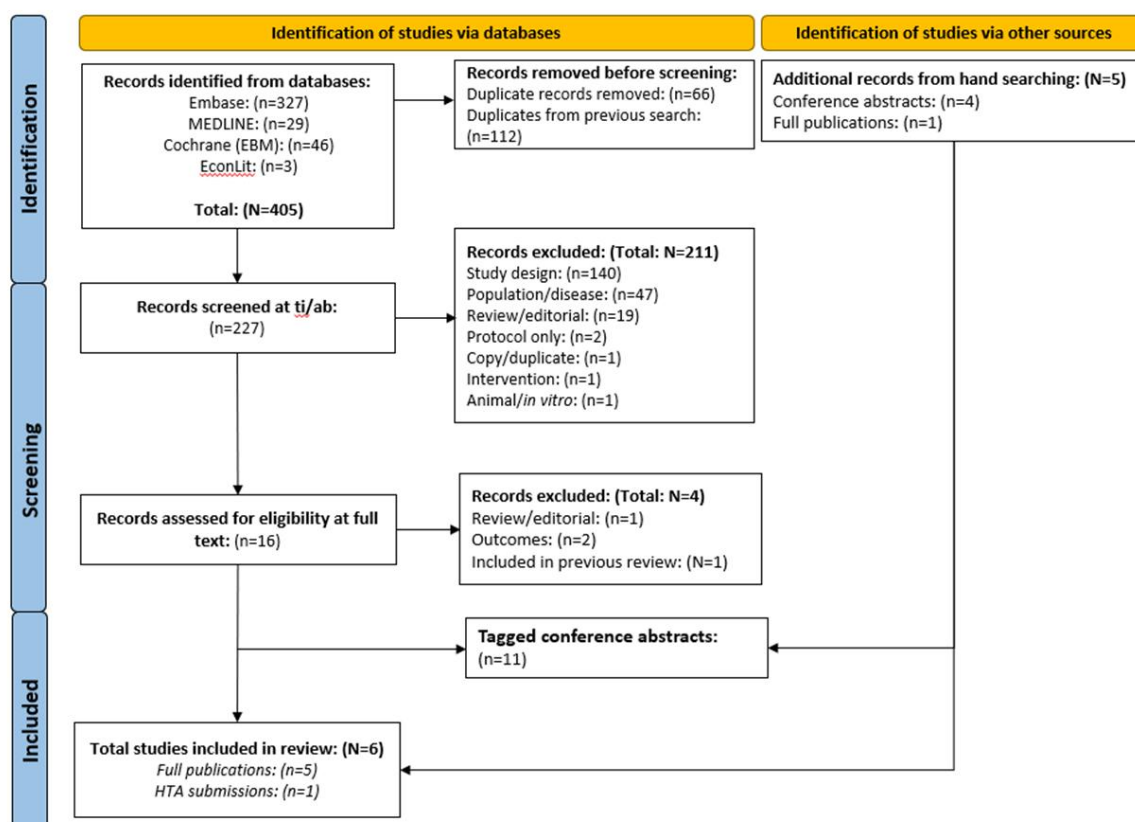 Identification of studies via databases
Identification of studies via other sources
Identification
Records identified from databases:
Embase: (n=327)
MEDLINE: (n=29)
Cochrane (EBM): (n=46)
EconLit: (n=3)
Total: (N=405)
Records removed before screening:
Duplicate records removed: (n=66)
Duplicates from previous search:
(n=112)
Additional records from hand searching: (N=5)
Conference abstracts: (n=4)
Full publications: (n=1)
Screening
Records screened at ti/ab:
(n=227)
Records excluded: (Total: N=211)
Study design: (n=140)
Population/disease: (n=47)
Review/editorial: (n=19)
Protocol only: (n=2)
Copy/duplicate: (n=1)
Intervention: (n=1)
Animal/in vitro: (n=1)
Records assessed for eligibility at full
text: (n=16)
Records excluded: (Total: N=4)
Review/editorial: (n=1)
Outcomes: (n=2)
Included in previous review: (N=1)
Included
Tagged conference abstracts:
(n=11)
Total studies included in review: (N=6)
Full publications: (n=5)
HTA submissions: (n=1)